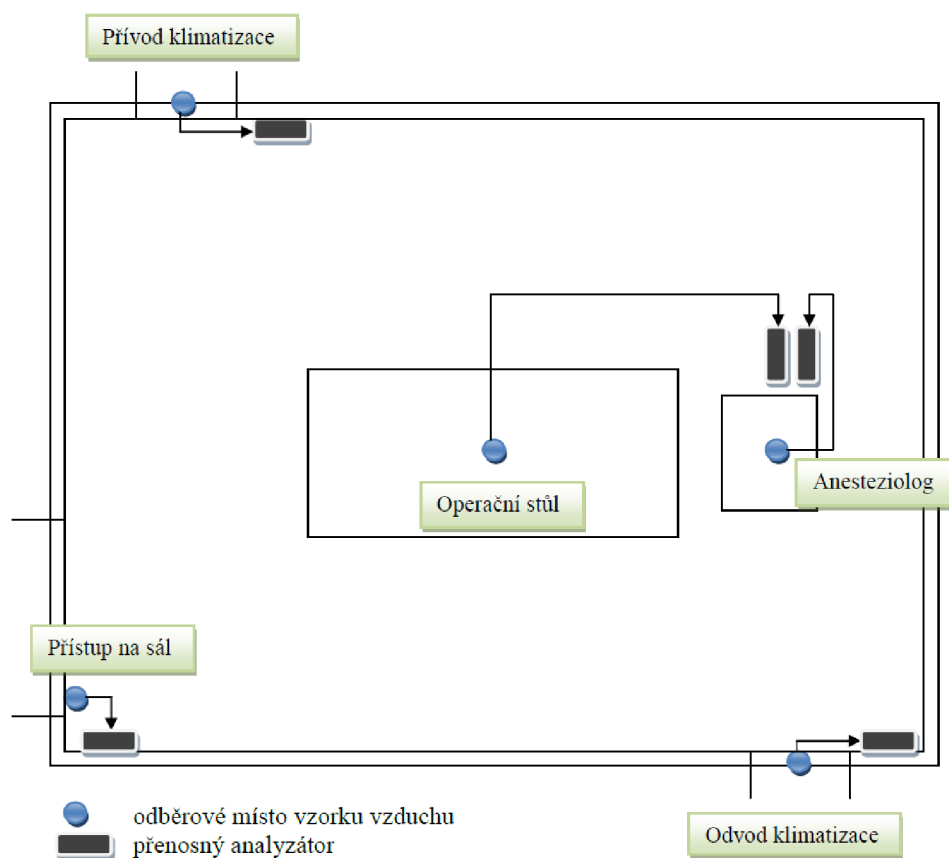 Přívod klimatizace
Operační stůl
Anesteziolog
Přístup na sál
odběrové místo vzorku vzduchu
přenosný analyzátor
Odvod klimatizace